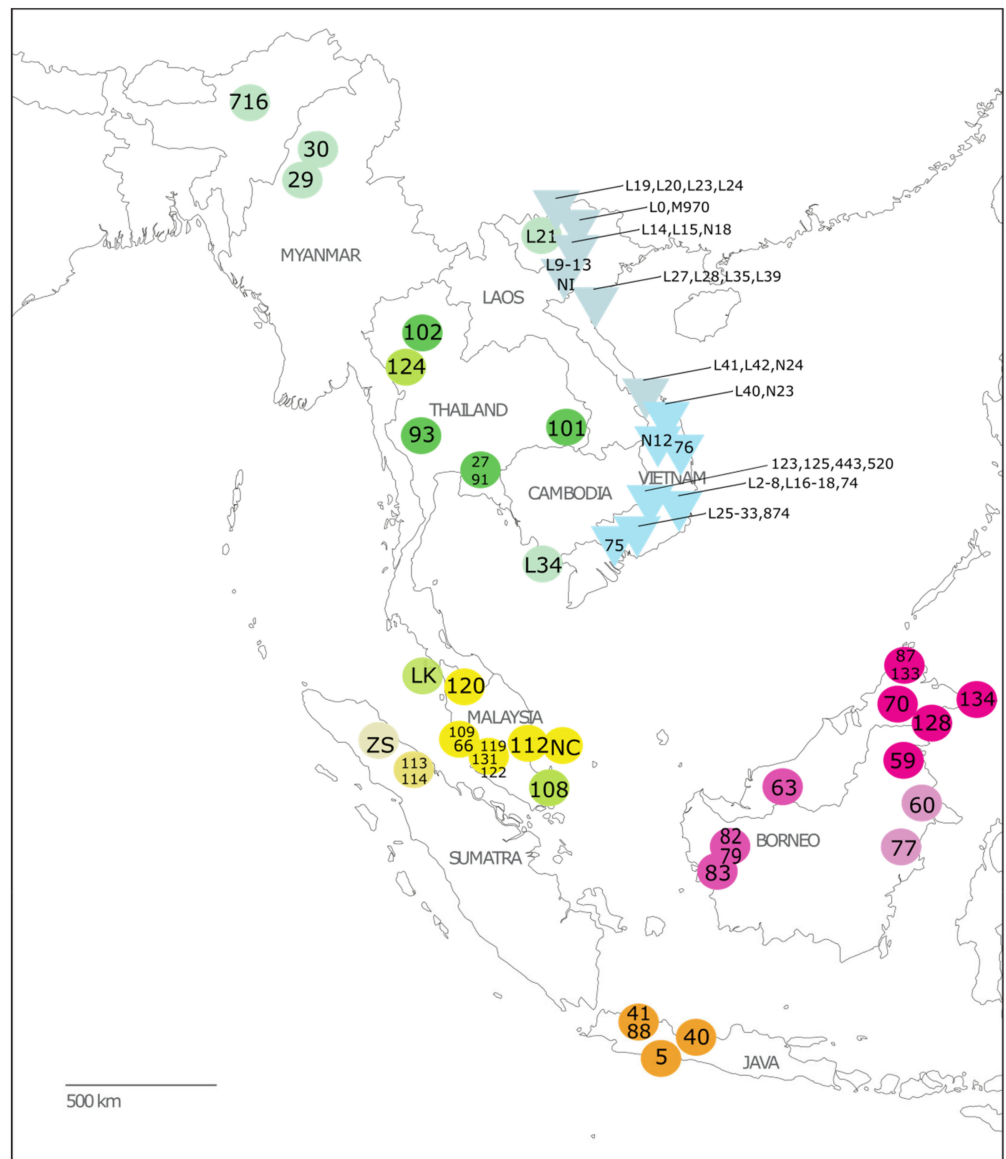 716
30
29
L19,L20,L23,L24
L0,M970
L21
L14,L15,N18
MYANMAR
L9-13
NI
L27,L28,L35,L39
LAOS
102
124
L41,L42,N24
L40,N23
THAILAND
101
93
N12
76
27
91
123,125,443,520
VIETNAM
L2-8,L16-18,74
CAMBODIA
L25-33,874
75
L34
87
133
LK
120
134
70
MALAYSIA
128
109
66
119
131
122
112
NC
ZS
113
114
59
108
63
60
82
79
BORNEO
77
SUMATRA
83
41
88
40
5
JAVA
500 km